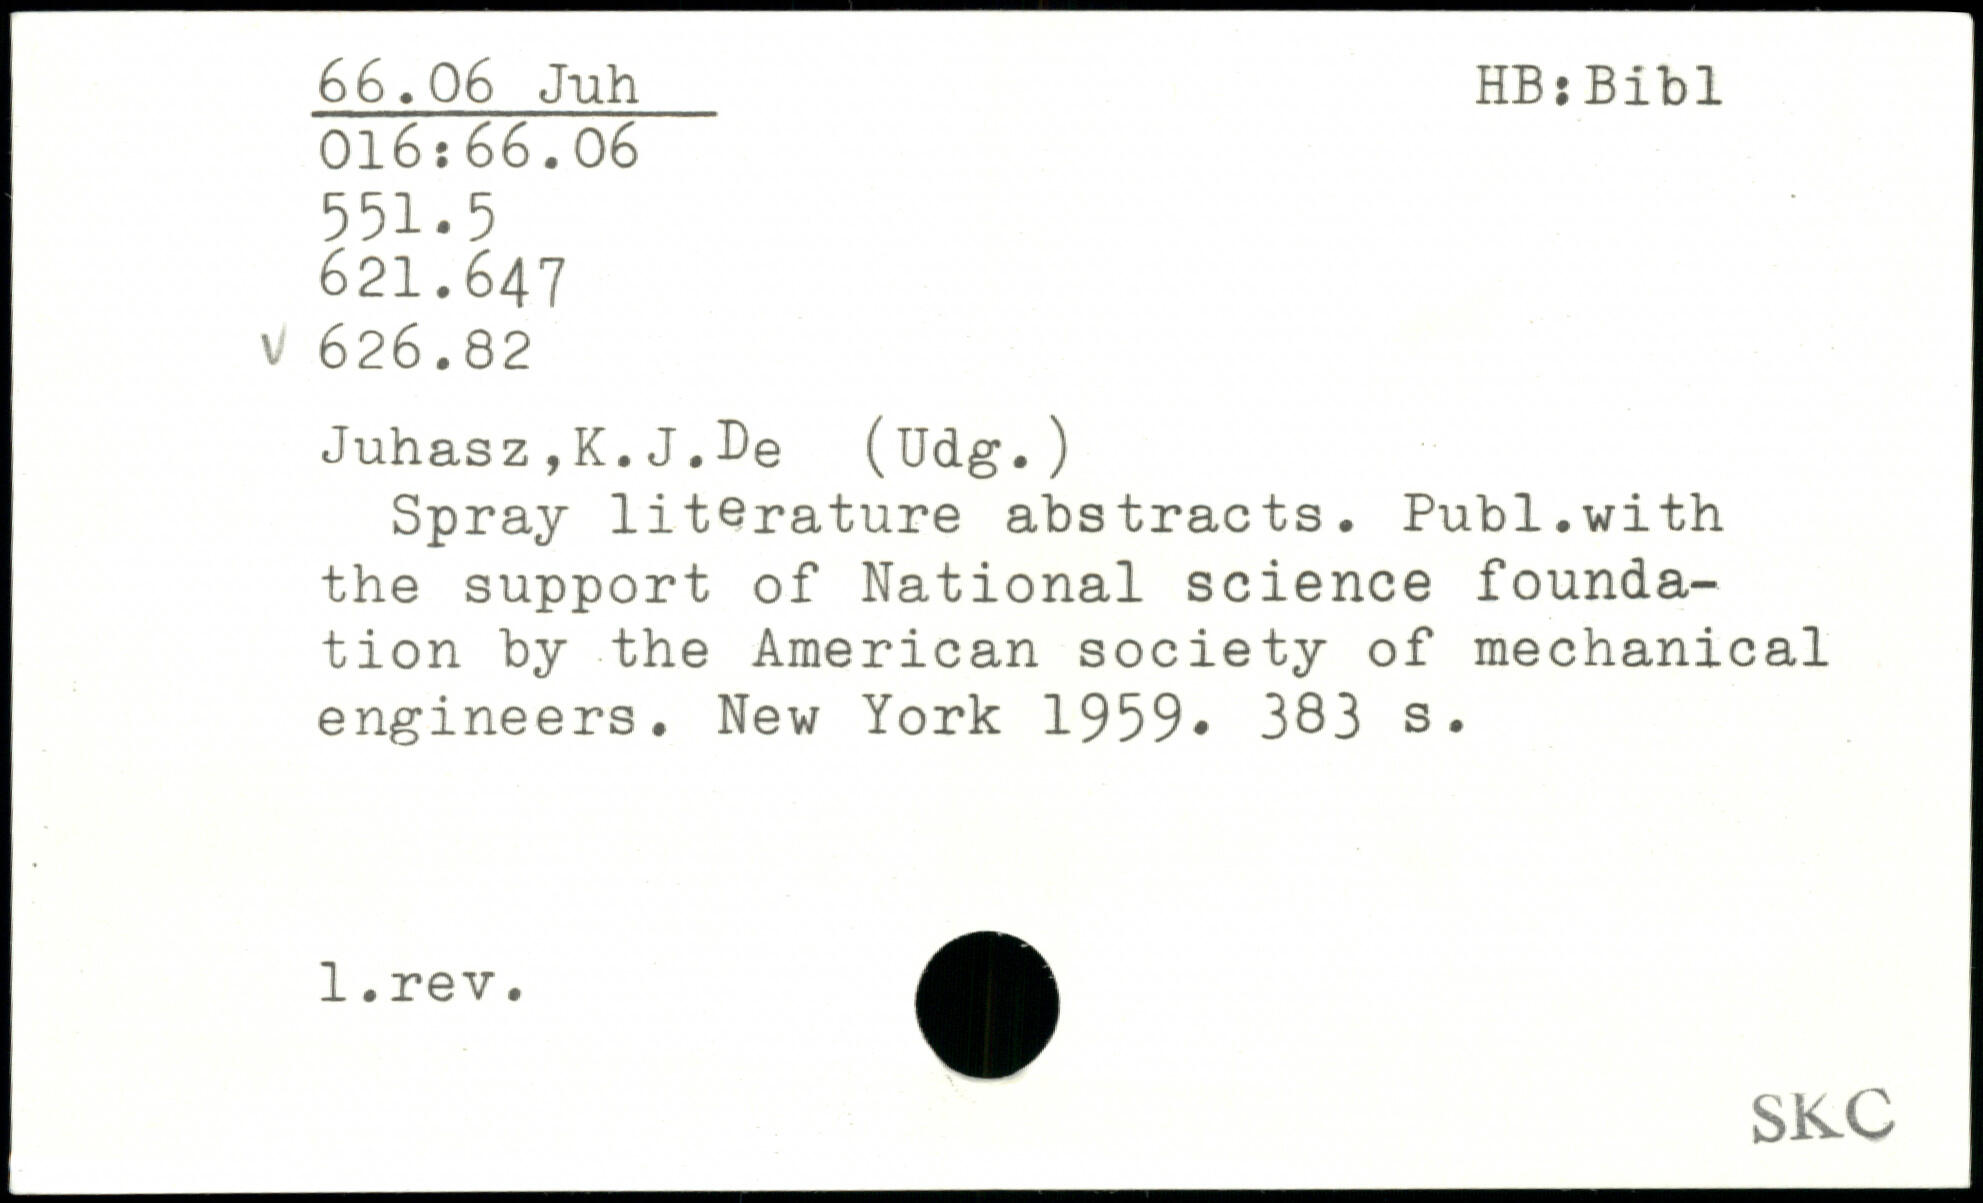 66.06 Juh HB:Bibl
016:66.06
551.5
621.647
V 626.82
Juhasz,K.J.De (Udg.)
Spray literature abstracts. Publ.with
the support of National science founda-
tion by the American society of mechanical
engineers. New York 1959. 383 s.
1.rev.
SKC